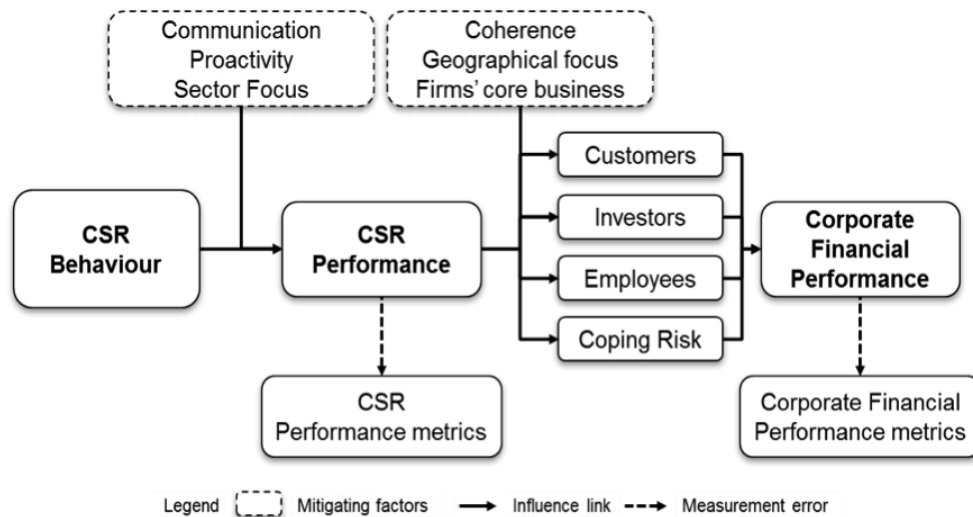 Communication
Proactivity
Sector Focus
Coherence
Geographical focus
Firms' core business
CSR
Behaviour
CSR
Performance
Customers
Investors
Employees
Coping Risk
Corporate
Financial
Performance
CSR
Performance metrics
Corporate Financial
Performance metrics
Legend Mitigating factors Influence link Measurement error